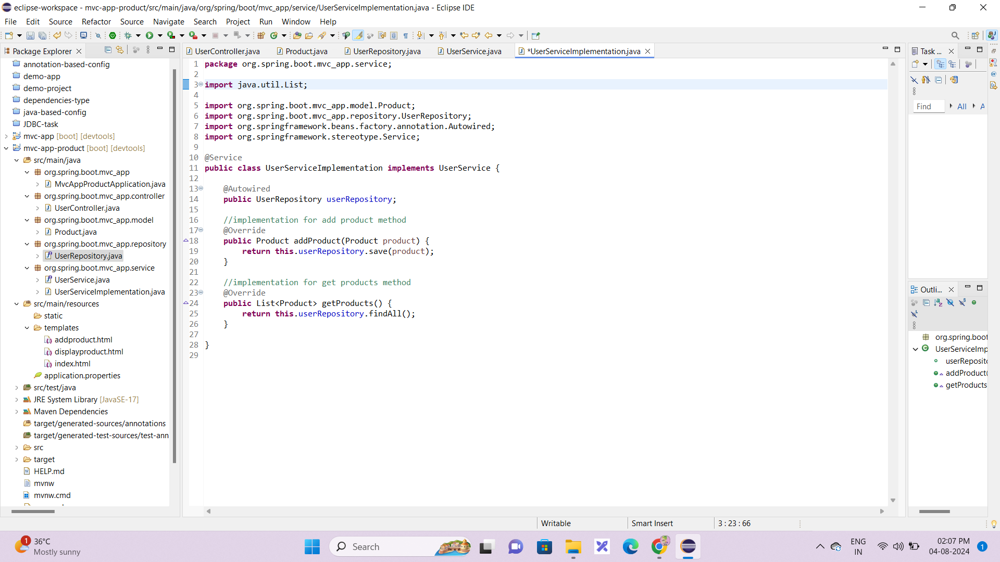 eclipse-workspace - mvc-app-product/src/main/java/org/spring/boot/mvc_app/service/UserServiceImplementation.java - Eclipse IDE
File Edit Source Refactor Source Navigate Search Project Run Window Help
Package Explorer
annotation-based-config
demo-app
demo-project
dependencies-type
java-based-config
JDBC-task
mvc-app [boot] [devtools]
mvc-app-product [boot] [devtools]
src/main/java
org.spring.boot.mvc_app
MvcAppProductApplication.java
org.spring.boot.mvc_app.controller
UserController.java
org.spring.boot.mvc_app.model
Product.java
org.spring.boot.mvc_app.repository
UserRepository.java
org.spring.boot.mvc_app.service
UserService.java
UserServiceImplementation.java
src/main/resources
static
templates
addproduct.html
displayproduct.html
index.html
application.properties
src/test/java
JRE System Library [JavaSE-17]
Maven Dependencies
target/generated-sources/annotations
target/generated-test-sources/test-ann
src
target
HELP.md
mvnw
mvnw.cmd
UserController.java Product.java UserRepository.java UserService.java *UserServiceImplementation.java
1 package org.spring.boot.mvc_app.service;
2
3 import java.util.List;
4
5 import org.spring.boot.mvc_app.model.Product;
6 import org.spring.boot.mvc_app.repository.UserRepository;
7 import org.springframework.beans.factory.annotation.Autowired;
8 import org.springframework.stereotype.Service;
9
10 @Service
11 public class UserServiceImplementation implements UserService {
12
13 @Autowired
14 public UserRepository userRepository;
15
16 //implementation for add product method
17 @Override
18 public Product addProduct(Product product) {
19 return this.userRepository.save(product);
20 }
21
22 //implementation for get products method
23 @Override
24 public List<Product> getProducts() {
25 return this.userRepository.findAll();
26 }
27
28 }
29
Task ...
Find All A
Outli...
org.spring.boot
UserServiceImp
userReposito
addProduct(
getProducts
Writable Smart Insert 3 : 23 : 66
1
36°C
Mostly sunny
Search
ENG
IN
02:07 PM
04-08-2024
1